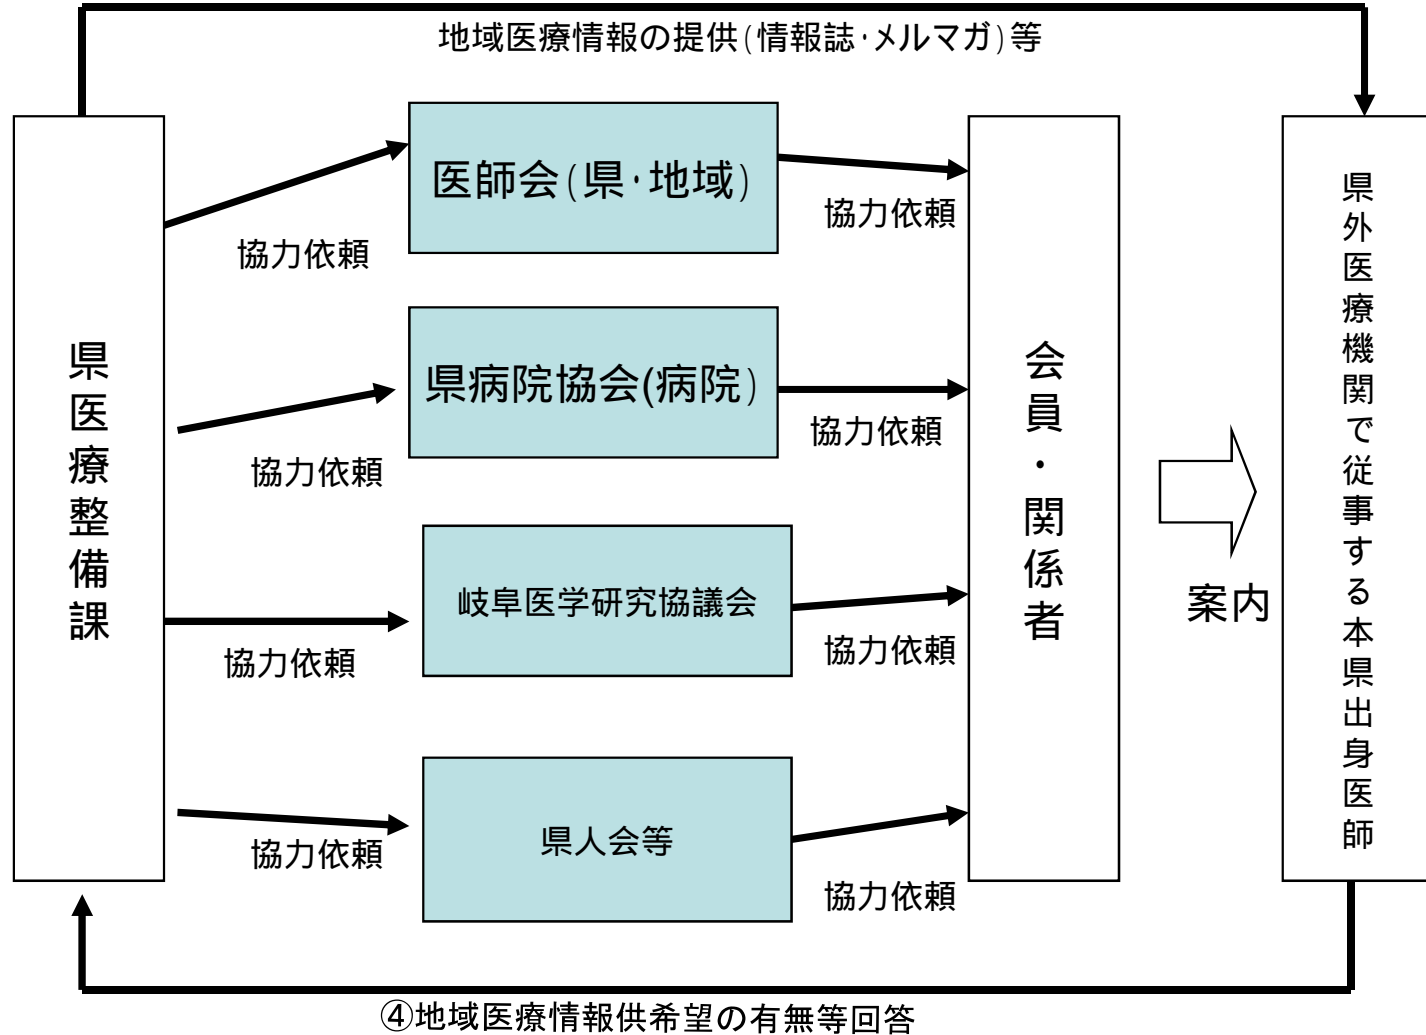 地域医療情報の提供(情報誌・メルマガ)等
県医療整備課
医師会(県・地域)
協力依頼
協力依頼
県病院協会(病院)
協力依頼
協力依頼
岐阜医学研究協議会
協力依頼
協力依頼
県人会等
協力依頼
協力依頼
会員・関係者
案内
県外医療機関で従事する本県出身医師
④地域医療情報供希望の有無等回答